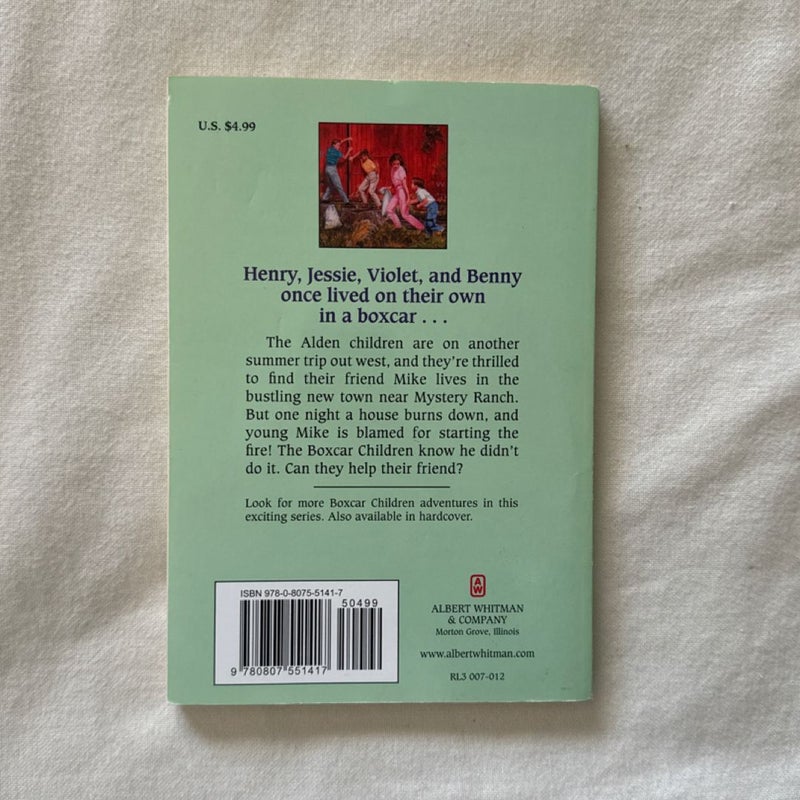 U.S. $4.99
Henry, Jessie, Violet, and Benny
once lived on their own
in a boxcar . . .
The Alden children are on another
summer trip out west, and they're thrilled
to find their friend Mike lives in the
bustling new town near Mystery Ranch.
But one night a house burns down, and
young Mike is blamed for starting the
fire! The Boxcar Children know he didn't
do it. Can they help their friend?
Look for more Boxcar Children adventures in this
exciting series. Also available in hardcover.
ISBN 978-0-8075-5141-7
50499
9 780807 551417
AW
ALBERT WHITMAN
& COMPANY
Morton Grove, Illinois
www.albertwhitman.com
RL3 007-012